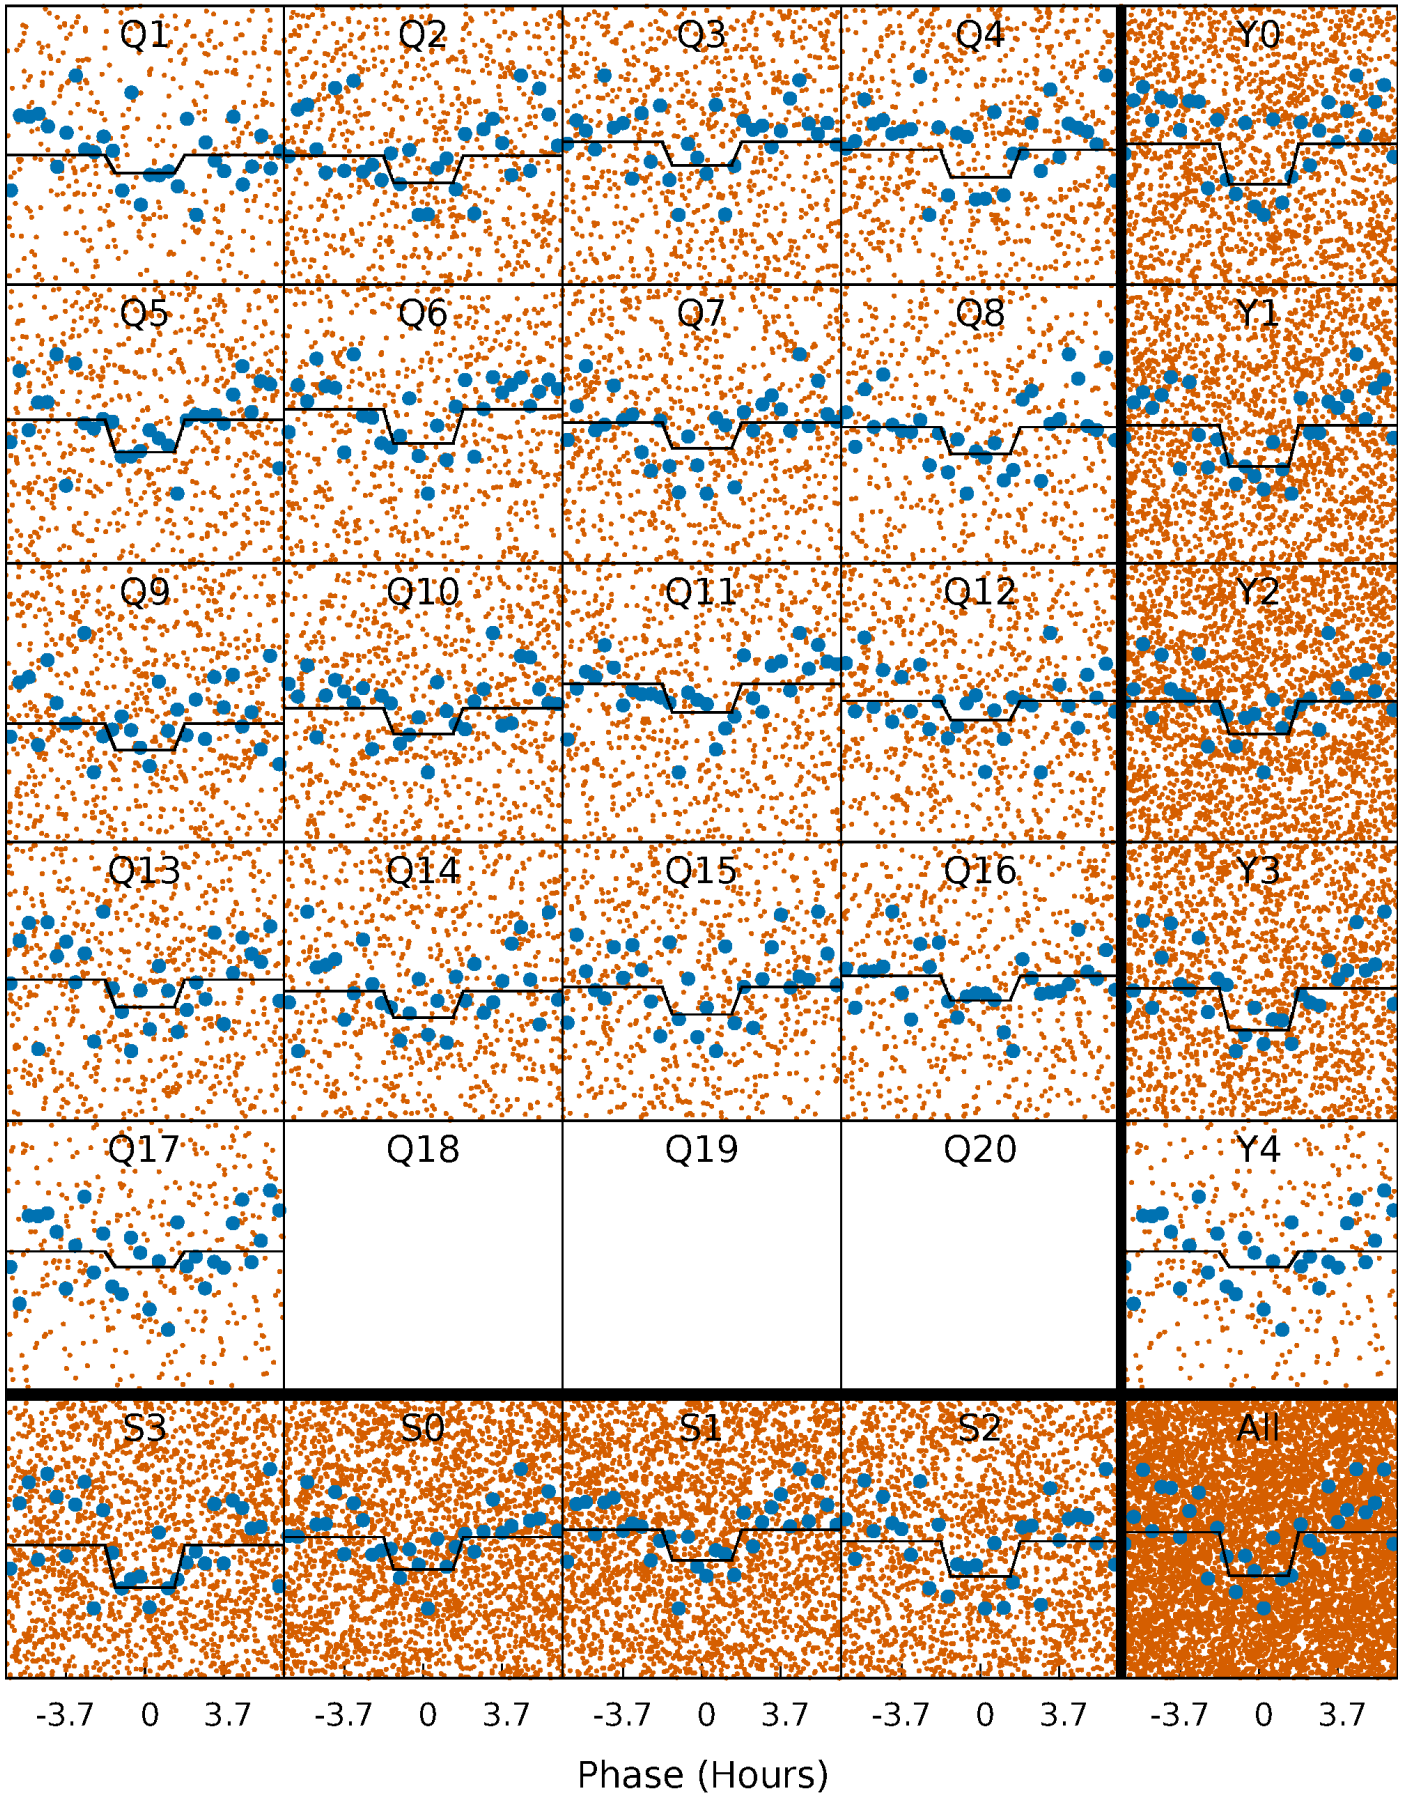 Q1 Q2 Q3 Q4 Y0
Q5 Q6 Q7 Q8 Y1
Q9 Q10 Q11 Q12 Y2
Q13 Q14 Q15 Q16 Y3
Q17 Q18 Q19 Q20 Y4
S3 S0 S1 S2 All
-3.7 0 3.7 -3.7 0 3.7 -3.7 0 3.7 -3.7 0 3.7 -3.7 0 3.7
Phase (Hours)